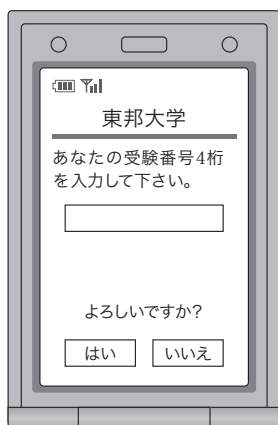 東邦大学
あなたの受験番号4桁
を入力して下さい。
よろしいですか?
はい
いいえ